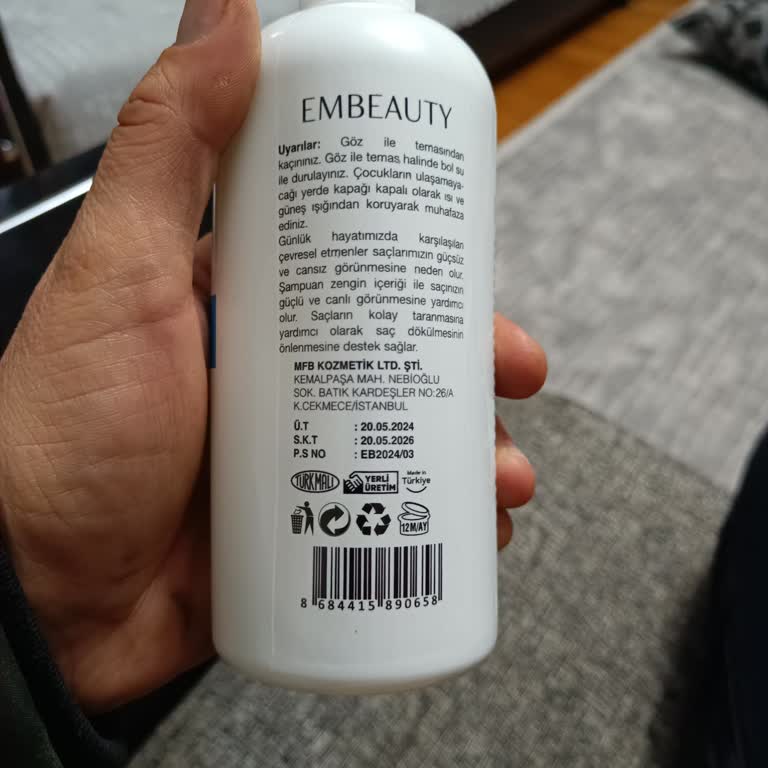 EMBEAUTY
Uyarılar: Göz ile temasından
kaçınınız. Göz ile temas halinde bol su
ile durulayınız. Çocukların ulaşamaya-
cağı yerde kapağı kapalı olarak ısı ve
güneş ışığından koruyarak muhafaza
ediniz.
Günlük hayatımızda karşılaşılan
çevresel etmenler saçlarımızın güçsüz
ve cansız görünmesine neden olur.
Şampuan zengin içeriği ile saçınızın
güçlü ve canlı görünmesine yardımcı
olur. Saçların kolay taranmasına
yardımcı olarak saç dökülmesinin
önlenmesine destek sağlar.
MFB KOZMETİK LTD. ŞTİ.
KEMALPAŞA MAH. NEBİOĞLU
SOK. BATIK KARDEŞLER NO:26/A
K.CEKMECE/İSTANBUL
Ü.T : 20.05.2024
S.K.T : 20.05.2026
P.S NO : EB2024/03
TÜRKMALI YERLİ ÜRETİM Made in Türkiye
12M/AY
8 684415 890658